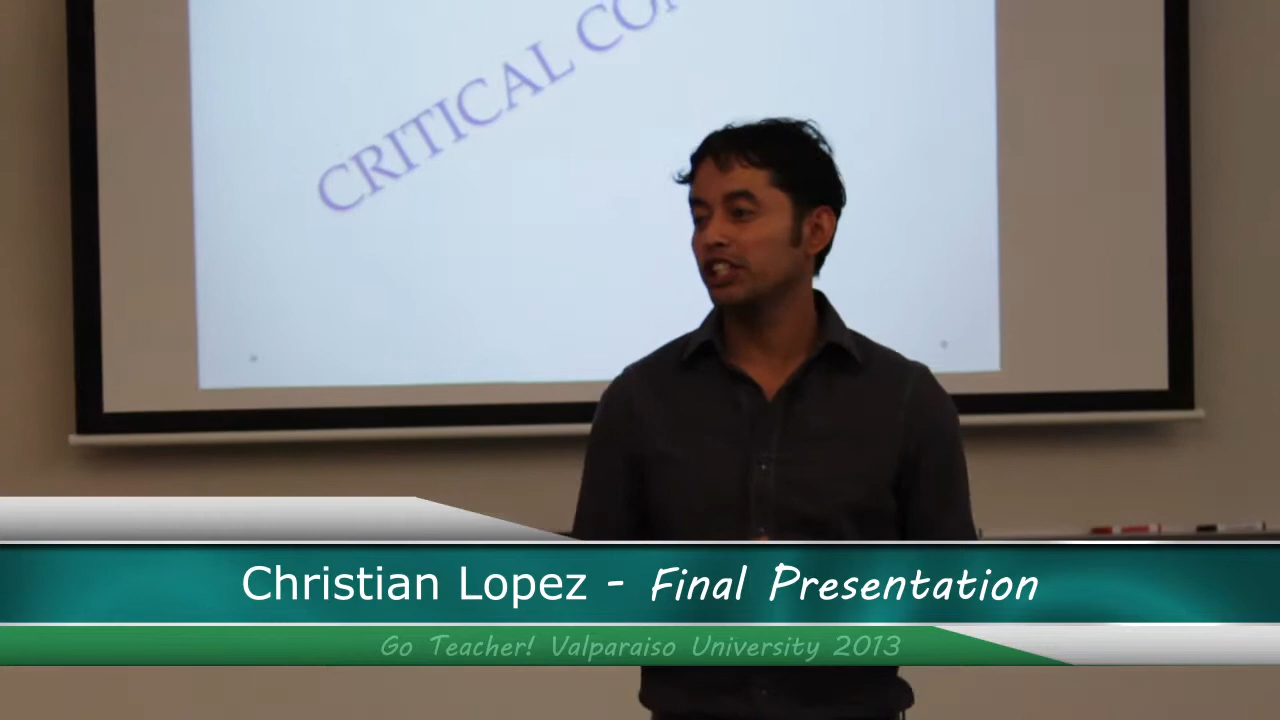 CRITICAL
Christian Lopez - Final Presentation
Go Teacher! Valparaiso University 2013